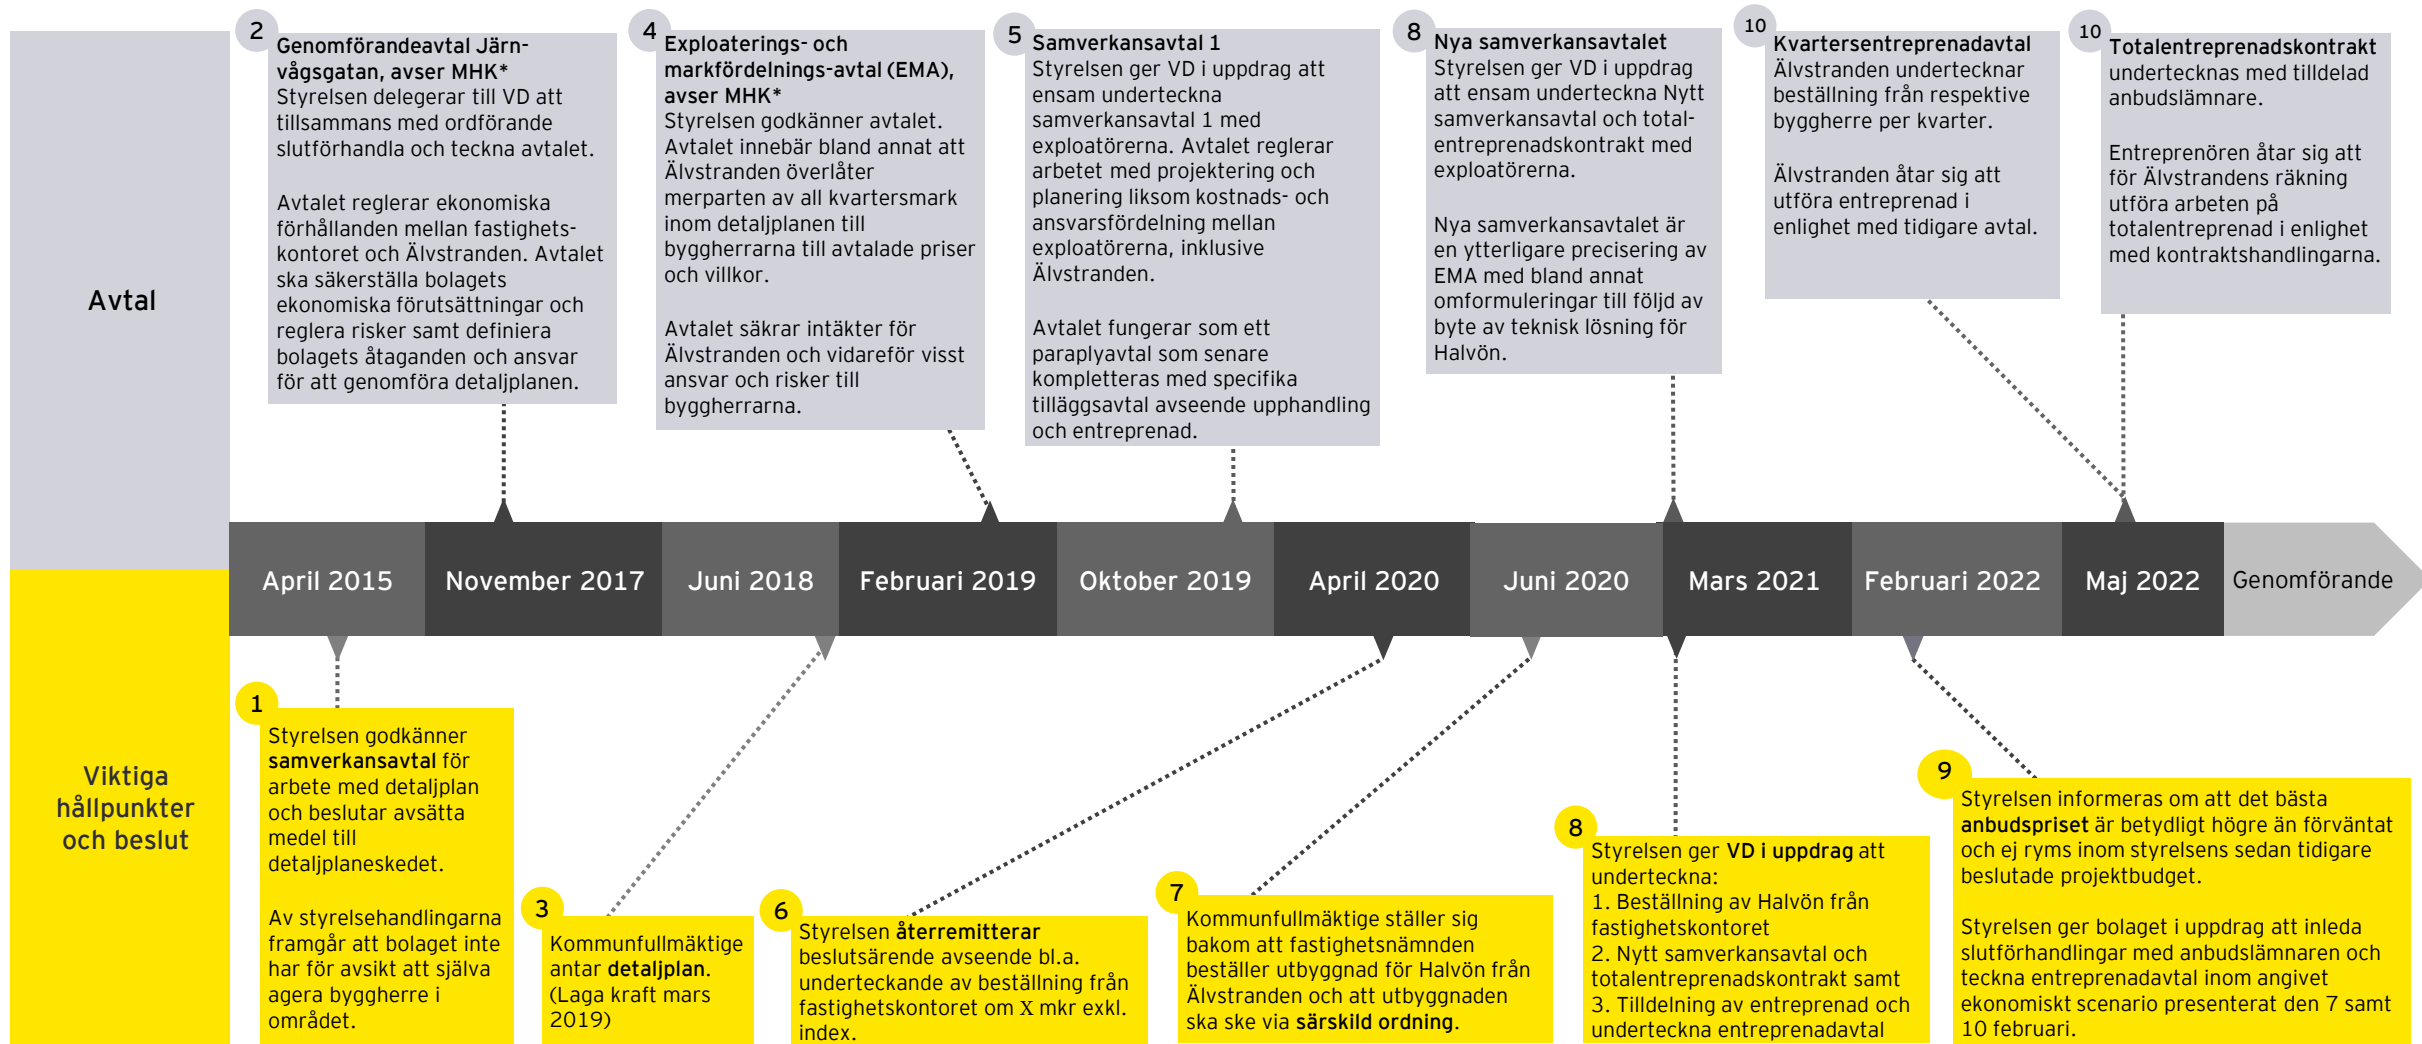 Avtal
2
Genomförandeavtal Järn-
vågsgatan, avser MHK*
Styrelsen delegerar till VD att
tillsammans med ordförande
slutförhandla och teckna avtalet.
Avtalet reglerar ekonomiska
förhållanden mellan fastighets-
kontoret och Älvstranden. Avtalet
ska säkerställa bolagets
ekonomiska förutsättningar och
reglera risker samt definiera
bolagets åtaganden och ansvar
för att genomföra detaljplanen.
4
Exploaterings- och
markfördelnings-avtal (EMA),
avser MHK*
Styrelsen godkänner avtalet.
Avtalet innebär bland annat att
Älvstranden överlåter
merparten av all kvartersmark
inom detaljplanen till
byggherrarna till avtalade priser
och villkor.
Avtalet säkrar intäkter för
Älvstranden och vidareför visst
ansvar och risker till
byggherrarna.
5
Samverkansavtal 1
Styrelsen ger VD i uppdrag att
ensam underteckna
samverkansavtal 1 med
exploatörerna. Avtalet reglerar
arbetet med projektering och
planering liksom kostnads- och
ansvarsfördelning mellan
exploatörerna, inklusive
Älvstranden.
Avtalet fungerar som ett
paraplyavtal som senare
kompletteras med specifika
tilläggsavtal avseende upphandling
och entreprenad.
8
Nya samverkansavtalet
Styrelsen ger VD i uppdrag
att ensam underteckna Nytt
samverkansavtal och total-
entreprenadskontrakt med
exploatörerna.
Nya samverkansavtalet är
en ytterligare precisering av
EMA med bland annat
omformuleringar till följd av
byte av teknisk lösning för
Halvön.
10
Kvartersentreprenadavtal
Älvstranden undertecknar
beställning från respektive
byggherre per kvarter.
Älvstranden åtar sig att
utföra entreprenad i
enlighet med tidigare avtal.
10
Totalentreprenadskontrakt
undertecknas med tilldelad
anbudslämnare.
Entreprenören åtar sig att
för Älvstrandens räkning
utföra arbeten på
totalentreprenad i enlighet
med kontraktshandlingarna.
April 2015
November 2017
Juni 2018
Februari 2019
Oktober 2019
April 2020
Juni 2020
Mars 2021
Februari 2022
Maj 2022
Genomförande
Viktiga
hållpunkter
och beslut
1
Styrelsen godkänner
samverkansavtal för
arbete med detaljplan
och beslutar avsätta
medel till
detaljplaneskedet.
Av styrelsehandlingarna
framgår att bolaget inte
har för avsikt att själva
agera byggherre i
området.
3
Kommunfullmäktige
antar detaljplan.
(Laga kraft mars
2019)
6
Styrelsen återremitterar
beslutsärende avseende bl.a.
underteckande av beställning från
fastighetskontoret om X mkr exkl.
index.
7
Kommunfullmäktige ställer sig
bakom att fastighetsnämnden
beställer utbyggnad för Halvön från
Älvstranden och att utbyggnaden
ska ske via särskild ordning.
8
Styrelsen ger VD i uppdrag att
underteckna:
1. Beställning av Halvön från
fastighetskontoret
2. Nytt samverkansavtal och
totalentreprenadskontrakt samt
3. Tilldelning av entreprenad och
underteckna entreprenadavtal
9
Styrelsen informeras om att det bästa
anbudspriset är betydligt högre än förväntat
och ej ryms inom styrelsens sedan tidigare
beslutade projektbudget.
Styrelsen ger bolaget i uppdrag att inleda
slutförhandlingar med anbudslämnaren och
teckna entreprenadavtal inom angivet
ekonomiskt scenario presenterat den 7 samt
10 februari.